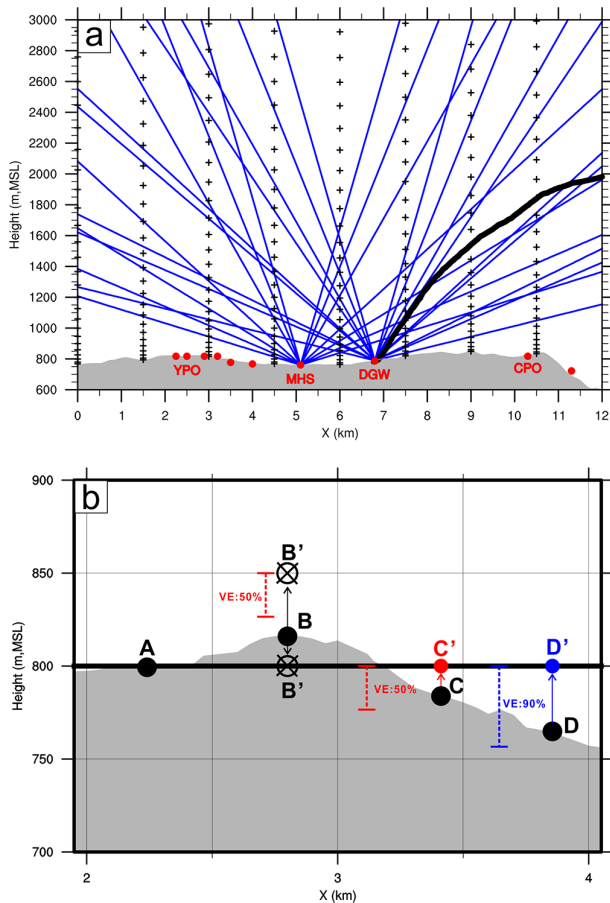 a
3000
2800
2600
2400
2200
2000
1800
1600
1400
1200
1000
800
600
Height (m,MSL)
YPO
MHS
DGW
CPO
0 1 2 3 4 5 6 7 8 9 10 11 12
X (km)
b
900
850
800
750
700
Height (m,MSL)
B’
VE:50%
B
A
C’
D’
B’
VE:50%
C
VE:90%
D
2 3 4
X (km)